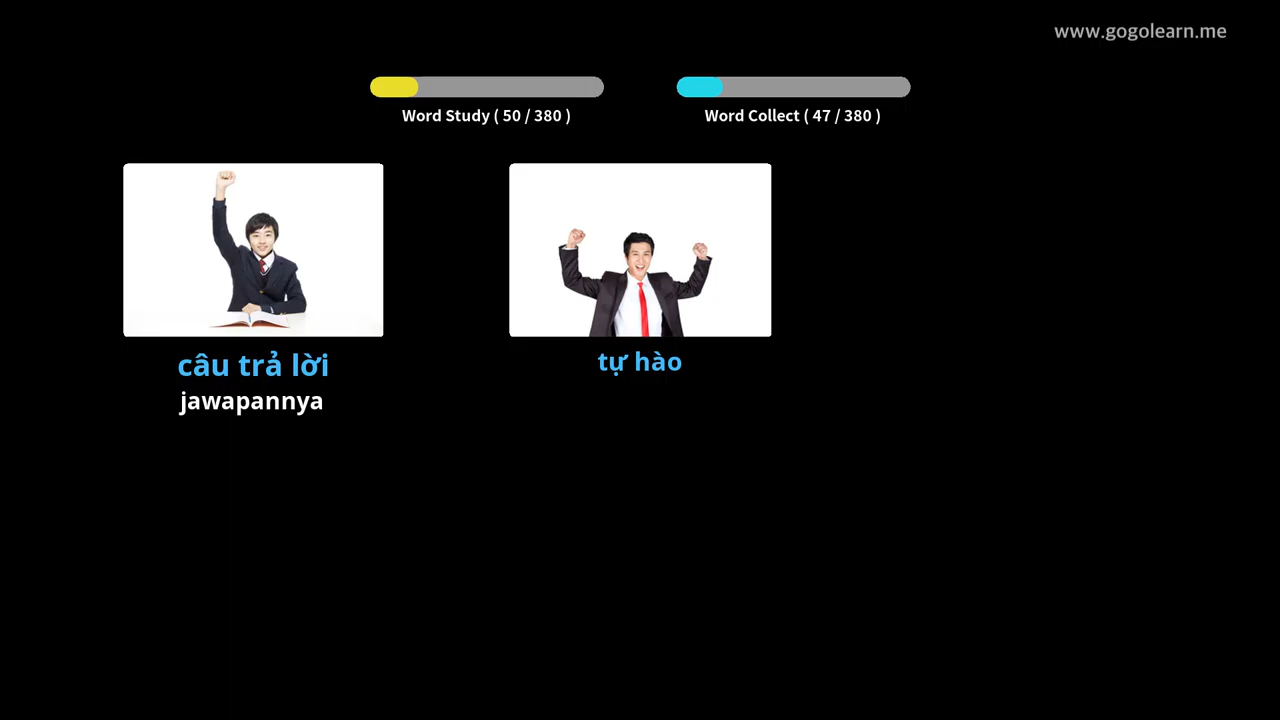 www.gogolearn.me
Word Study ( 50 / 380 )
Word Collect ( 47 / 380 )
câu trả lời
jawapannya
tự hào